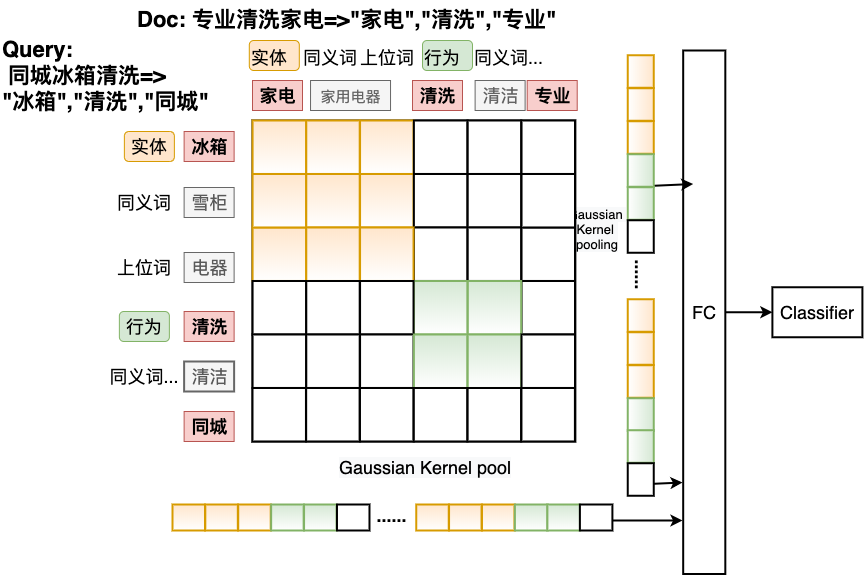 Doc: 专业清洗家电=>"家电","清洗","专业"
Query:
同城冰箱清洗=>
"冰箱","清洗","同城"
实体 同义词 上位词 行为 同义词...
家电 家用电器 清洗 清洁 专业
实体 冰箱
同义词 雪柜
上位词 电器
行为 清洗
同义词... 清洁
同城
Gaussian Kernel pool
aussian
Kernel
pooling
......
......
......
FC
Classifier